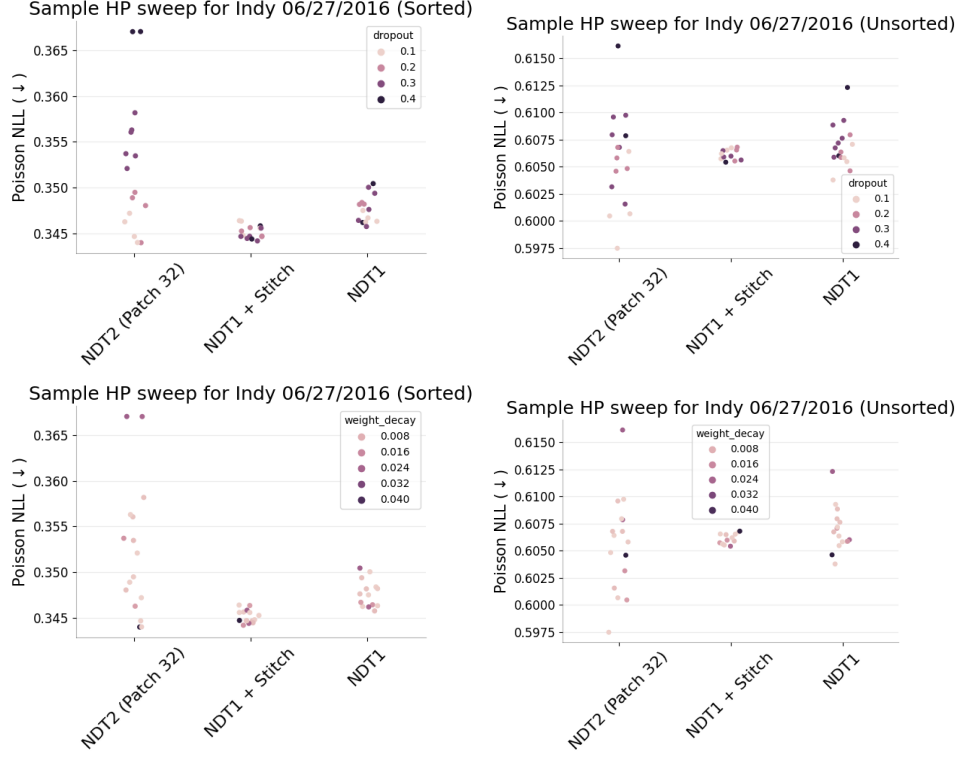 Sample HP sweep for Indy 06/27/2016 (Sorted)
Poisson NLL (↓)
0.365
0.360
0.355
0.350
0.345
dropout
0.1
0.2
0.3
0.4
NDT2 (Patch 32)
NDT1 + Stitch
NDT1
Sample HP sweep for Indy 06/27/2016 (Unsorted)
Poisson NLL (↓)
0.6150
0.6125
0.6100
0.6075
0.6050
0.6025
0.6000
0.5975
dropout
0.1
0.2
0.3
0.4
NDT2 (Patch 32)
NDT1 + Stitch
NDT1
Sample HP sweep for Indy 06/27/2016 (Sorted)
Poisson NLL (↓)
0.365
0.360
0.355
0.350
0.345
weight_decay
0.008
0.016
0.024
0.032
0.040
NDT2 (Patch 32)
NDT1 + Stitch
NDT1
Sample HP sweep for Indy 06/27/2016 (Unsorted)
Poisson NLL (↓)
0.6150
0.6125
0.6100
0.6075
0.6050
0.6025
0.6000
0.5975
weight_decay
0.008
0.016
0.024
0.032
0.040
NDT2 (Patch 32)
NDT1 + Stitch
NDT1